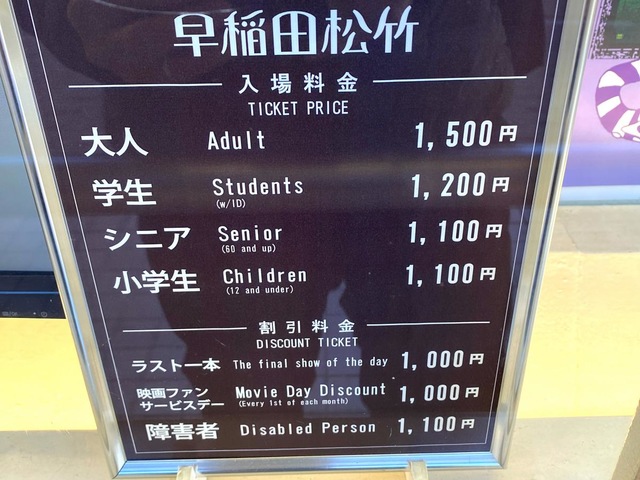 早稲田松竹
入場料金
TICKET PRICE
大人 Adult 1,500円
学生 Students (w/ID) 1,200円
シニア Senior (60 and up) 1,100円
小学生 Children (12 and under) 1,100円
割引料金
DISCOUNT TICKET
ラスト一本 The final show of the day 1,000円
映画ファン サービスデー Movie Day Discount (Every 1st of each month) 1,000円
障害者 Disabled Person 1,100円